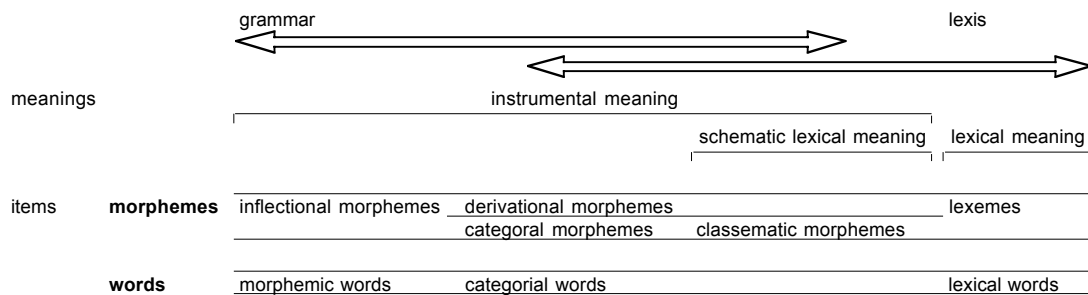 grammar lexis
meanings instrumental meaning
schematic lexical meaning lexical meaning
items morphemes inflectional morphemes derivational morphemes lexemes
categoral morphemes classematic morphemes
words morphemic words categorial words lexical words